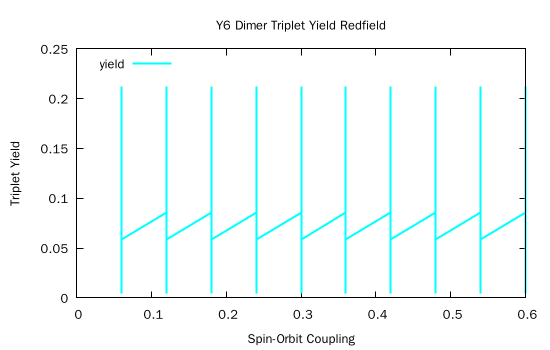 Y6 Dimer Triplet Yield Redfield
yield
0.25
0.2
0.15
0.1
0.05
0
Triplet Yield
0 0.1 0.2 0.3 0.4 0.5 0.6
Spin-Orbit Coupling